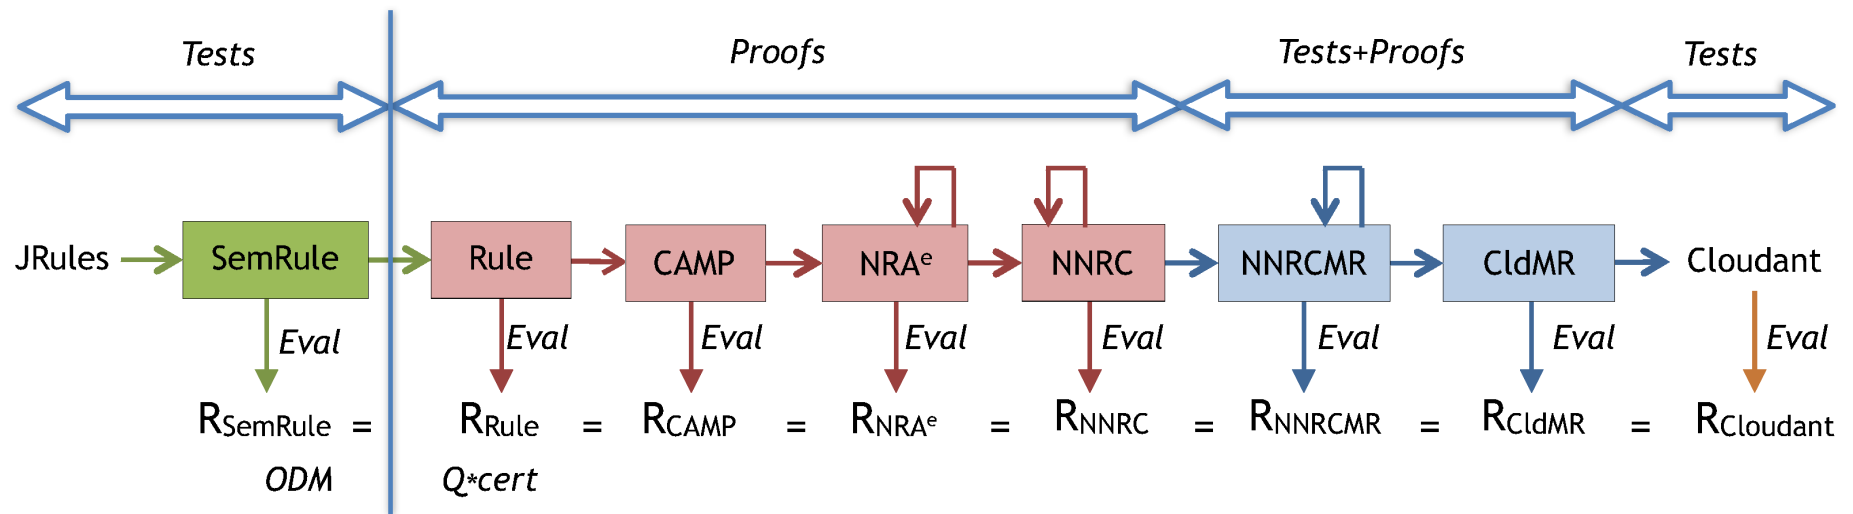 Tests Proofs Tests+Proofs Tests
JRules SemRule Rule CAMP NRAᵉ NNRC NNRCMR CldMR Cloudant
Eval Eval Eval Eval Eval Eval Eval Eval
RSemRule = RRule = RCAMP = RNRAᵉ = RNNRC = RNNRCMR = RCldMR = RCloudant
ODM Q*cert